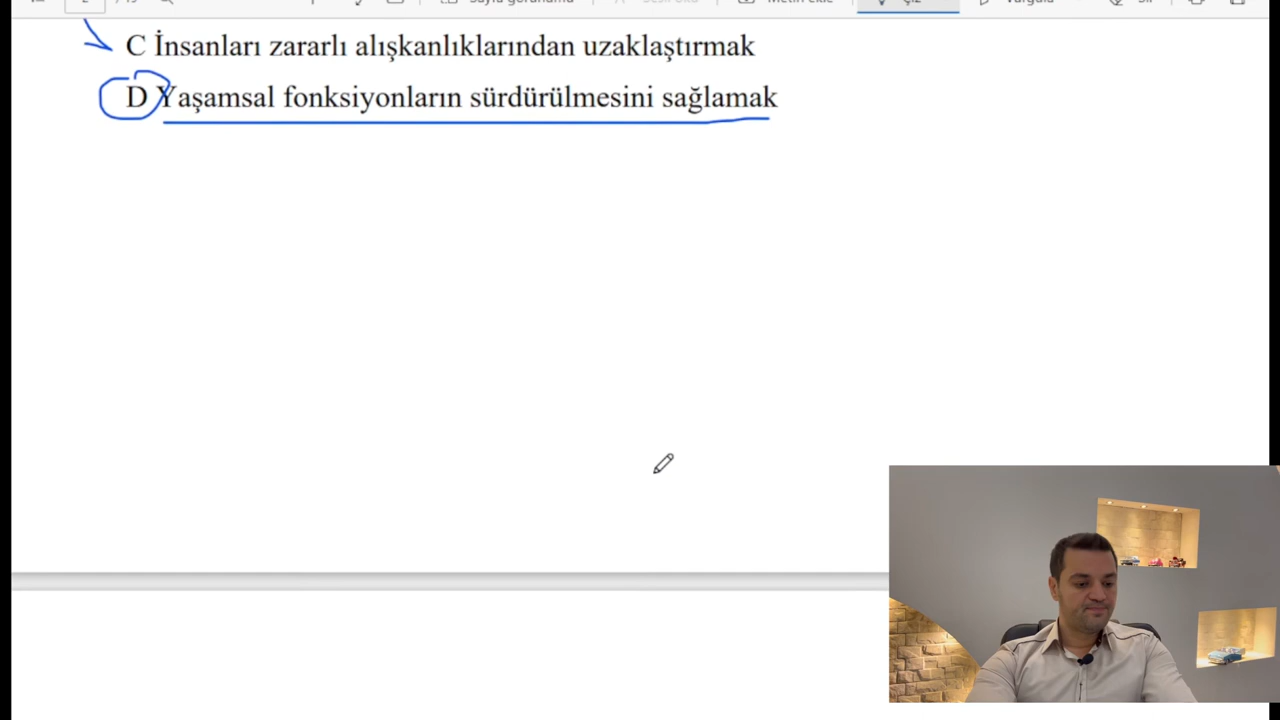 C İnsanları zararlı alışkanlıklarından uzaklaştırmak
D Yaşamsal fonksiyonların sürdürülmesini sağlamak